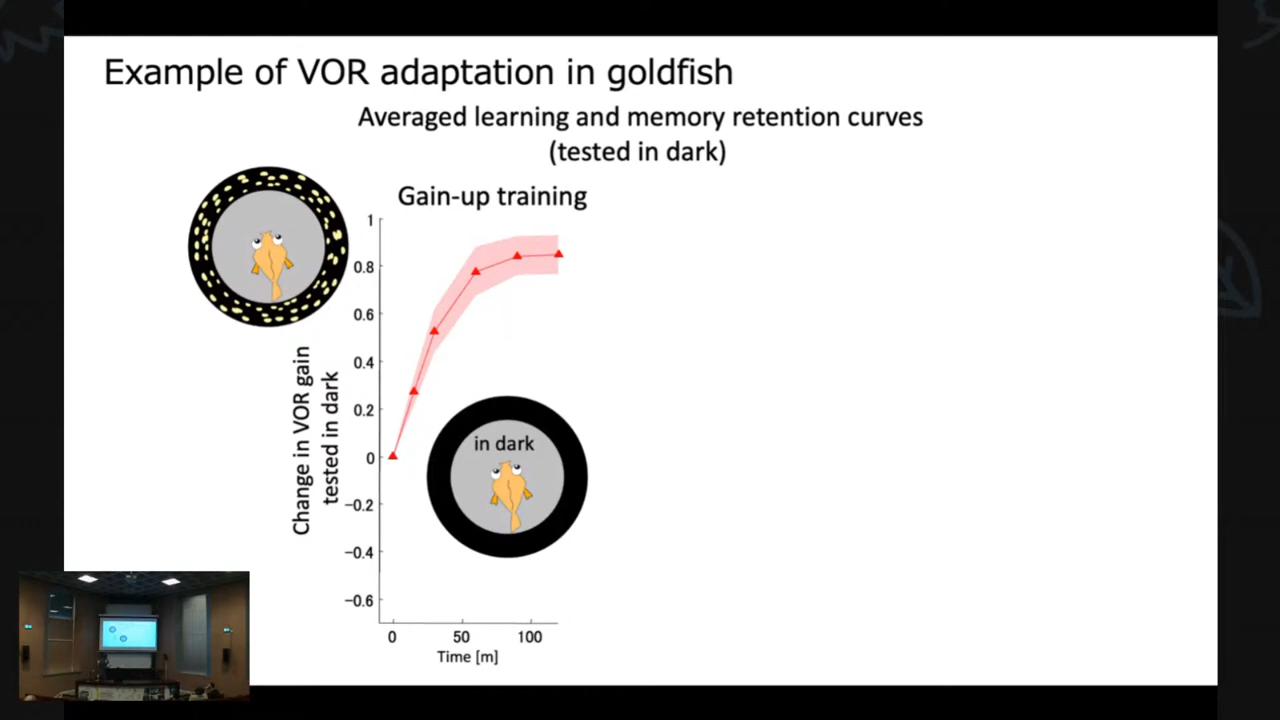 Example of VOR adaptation in goldfish
Averaged learning and memory retention curves
(tested in dark)
Gain-up training
1
0.8
0.6
0.4
0.2
0
−0.2
−0.4
−0.6
Change in VOR gain
tested in dark
in dark
0 50 100
Time [m]